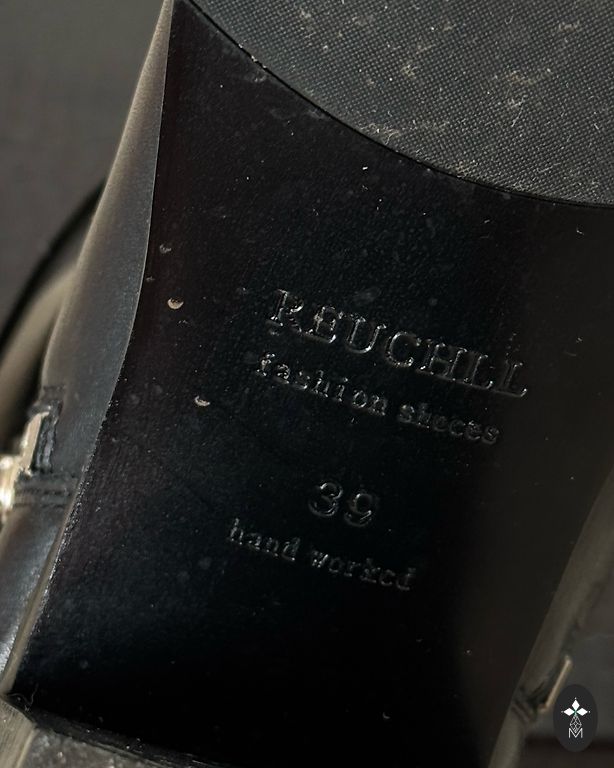 REUCHLL
fashion shoes
39
hand worked
M